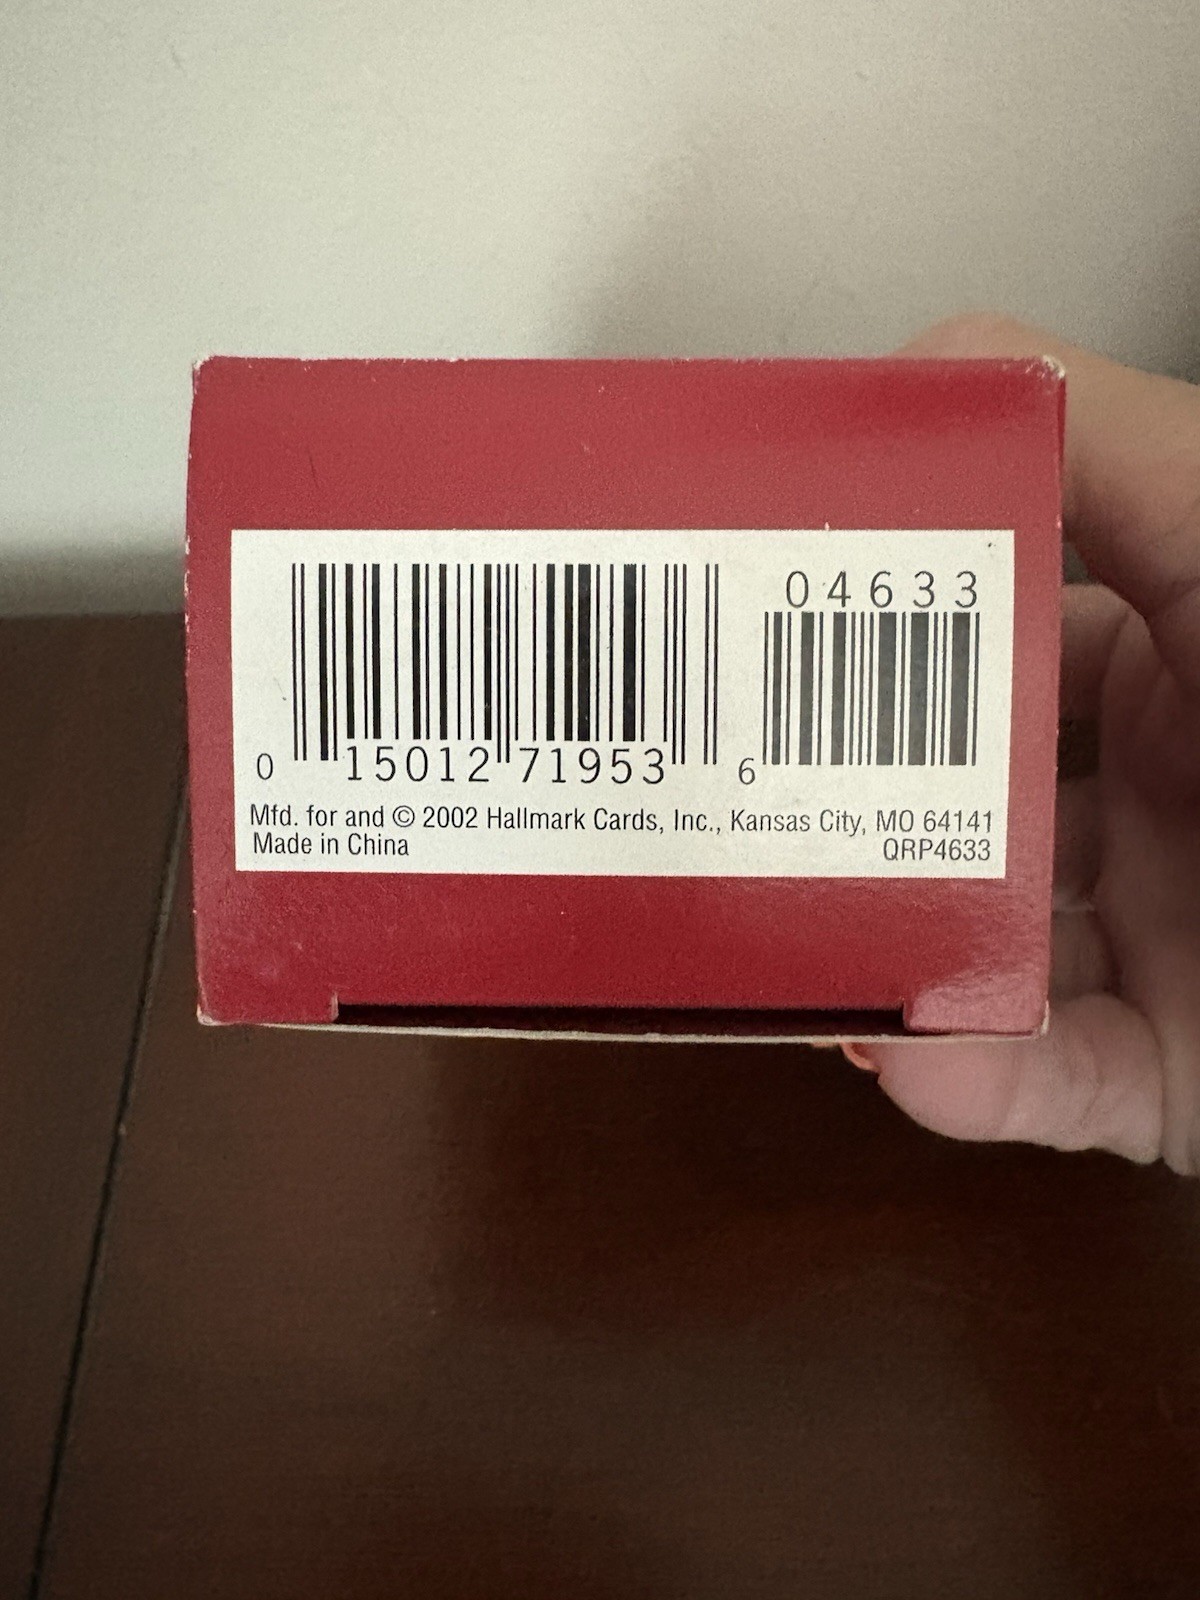 04633
0 15012 71953 6
Mfd. for and © 2002 Hallmark Cards, Inc., Kansas City, MO 64141
Made in China
QRP4633